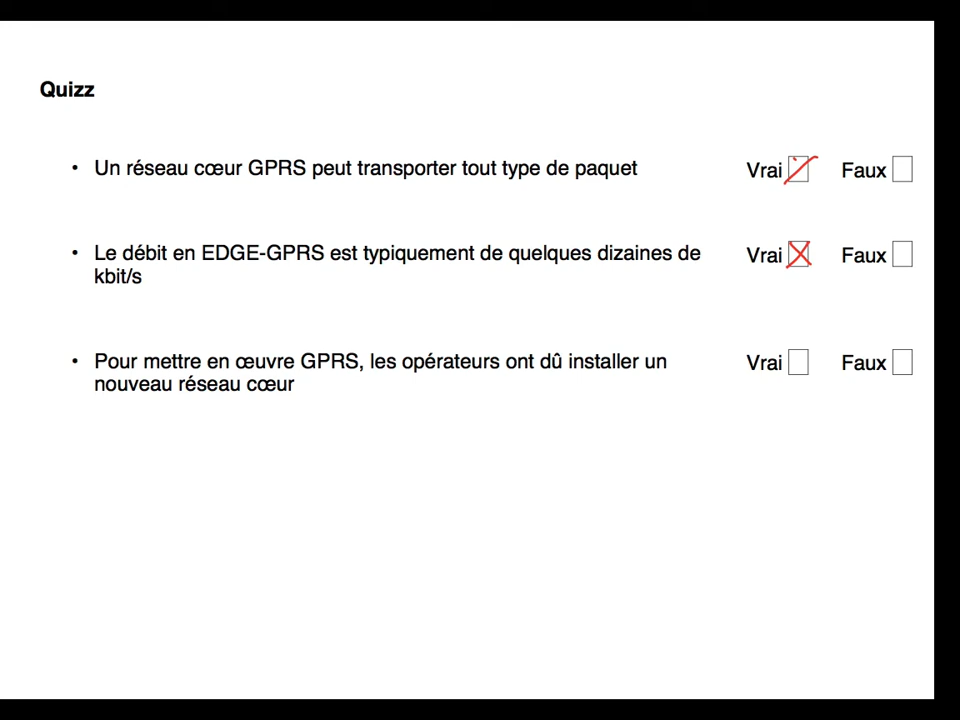 Quizz
• Un réseau cœur GPRS peut transporter tout type de paquet Vrai Faux
• Le débit en EDGE-GPRS est typiquement de quelques dizaines de Vrai Faux
kbit/s
• Pour mettre en œuvre GPRS, les opérateurs ont dû installer un Vrai Faux
nouveau réseau cœur